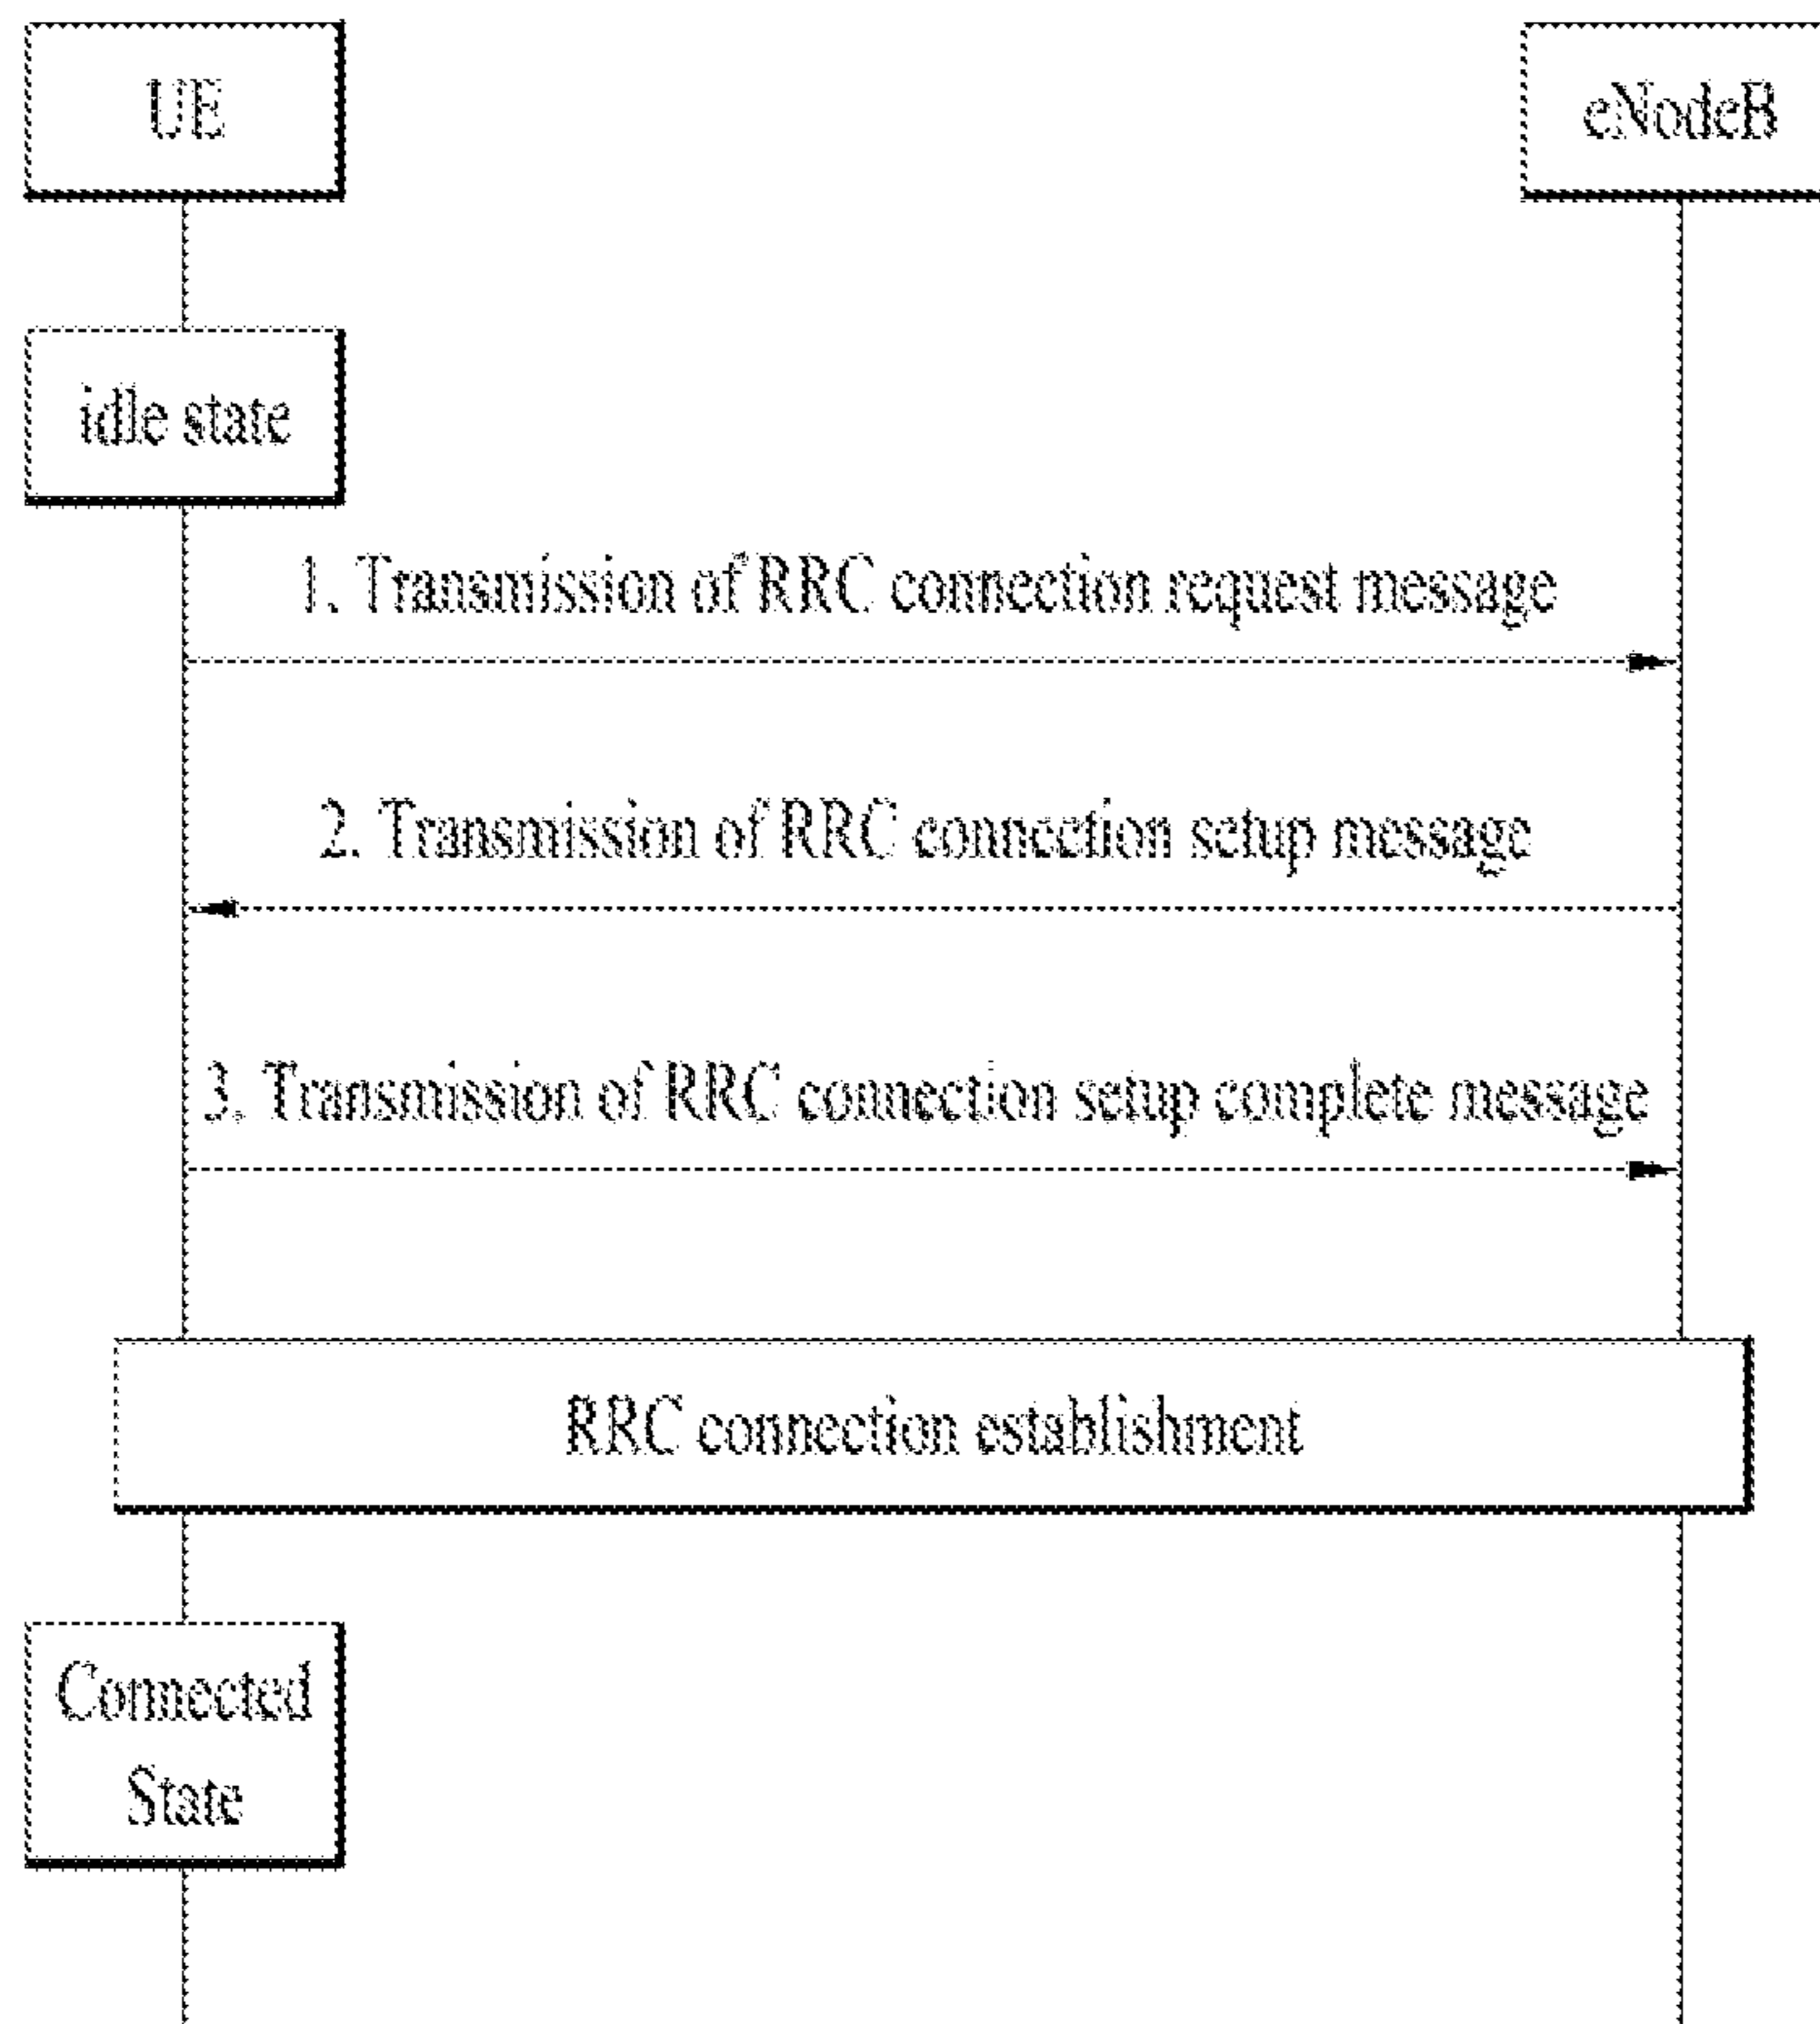 UE
eNodeB
idle state
1. Transmission of RRC connection request message
2. Transmission of RRC connection setup message
3. Transmission of RRC connection setup complete message
RRC connection establishment
Connected
State